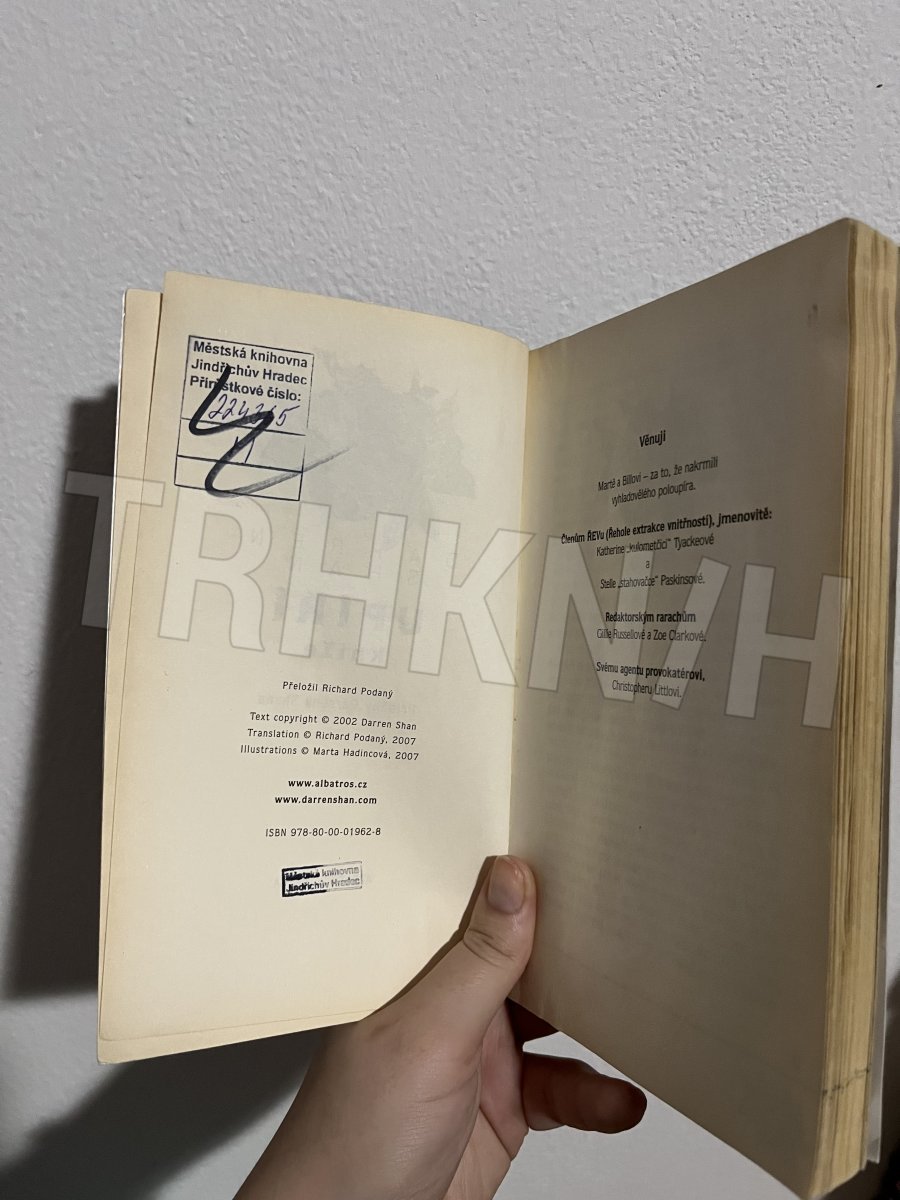 Městská knihovna
Jindřichův Hradec
Přírůstkové číslo:
Přeložil Richard Podaný
Text copyright © 2002 Darren Shan
Translation © Richard Podaný, 2007
Illustrations © Marta Hadincová, 2007
www.albatros.cz
www.darrenshan.com
ISBN 978-80-00-01962-8
Městská knihovna
Jindřichův Hradec
Věnuji
Martě a Billovi – za to, že nakrmili
vyhladovělého poloupíra.
Členům ŘEVu (Řehole extrakce vnitřností), jmenovitě:
Katherine „kulometčici“ Tyackeové
a
Stelle „stahovačce“ Paskinsové.
Redaktorským rarachům
Gillie Russellové a Zoe Clarkové.
Svému agentu provokatérovi,
Christopheru Littlovi.
TRHKNIH